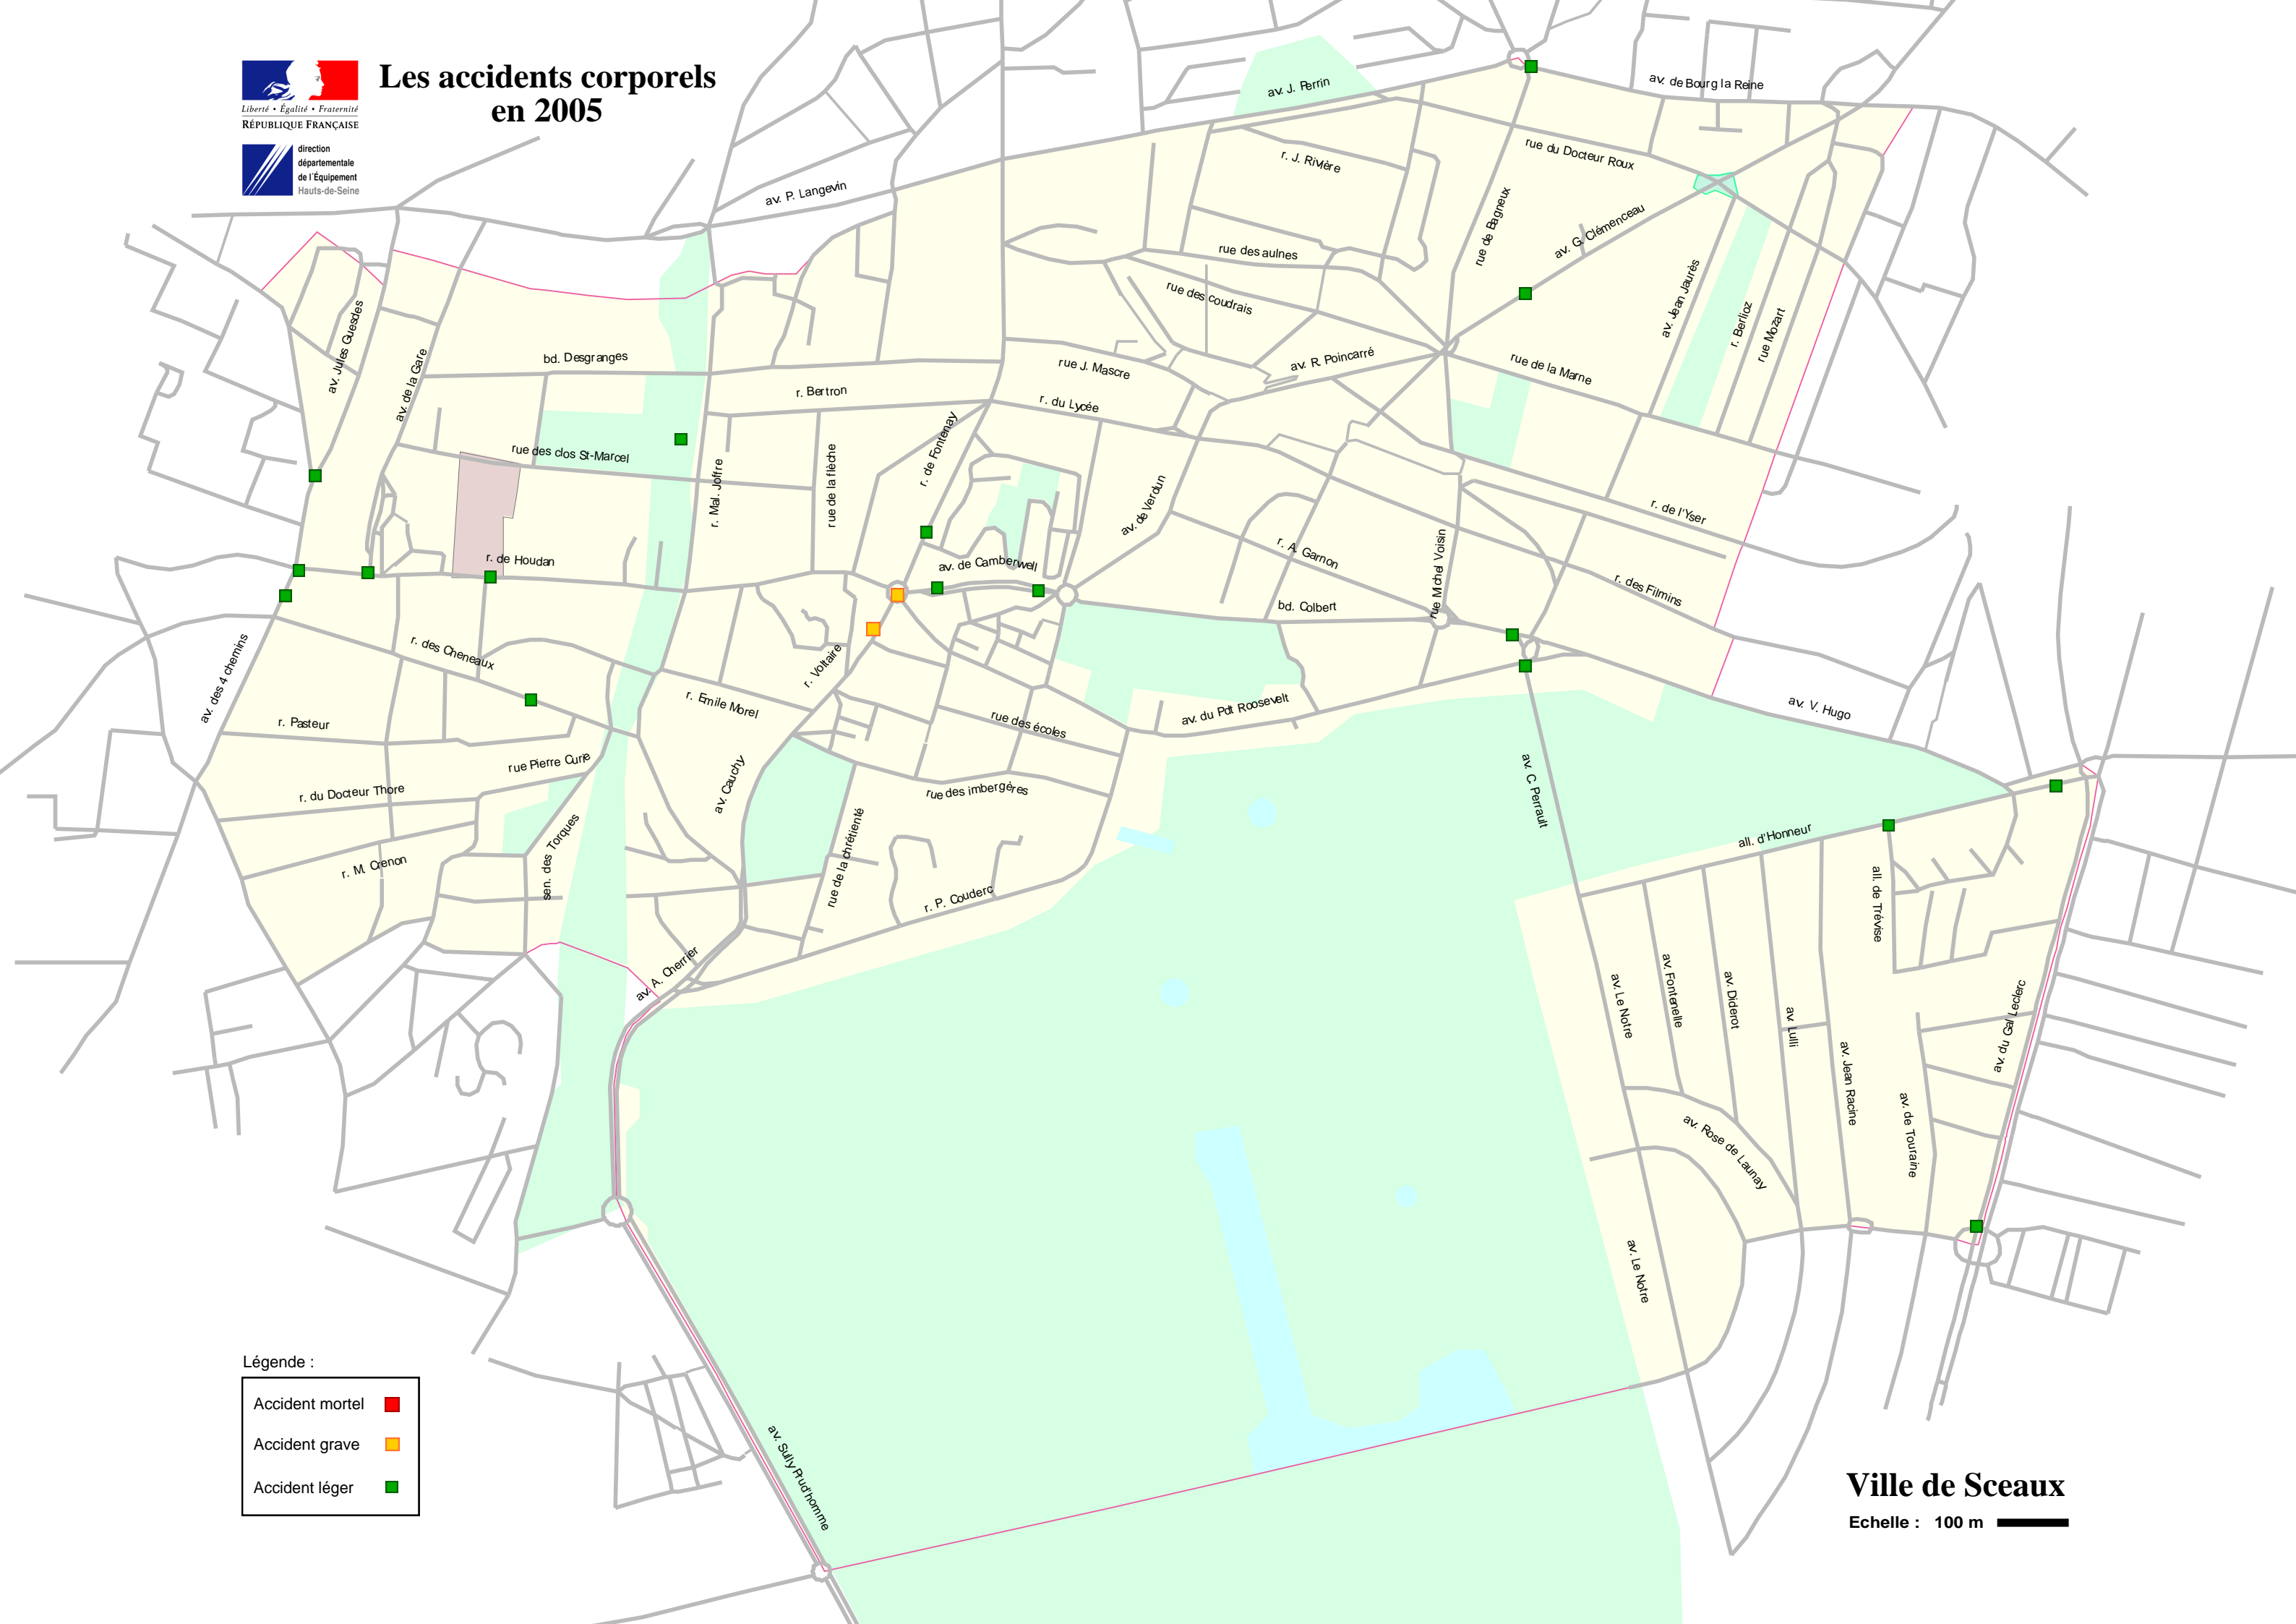 Les accidents corporels
en 2005
Liberté • Égalité • Fraternité
RÉPUBLIQUE FRANÇAISE
direction
départementale
de l'Équipement
Hauts-de-Seine
av. J. Perrin
av. de Bourg la Reine
av. P. Langevin
r. J. Rivière
rue du Docteur Roux
rue de Bagneux
av. G. Clémenceau
rue des aulnes
rue des coudrais
av. Jean Jaurès
r. Berlioz
rue Mozart
av. Jules Guesdes
av. de la Gare
bd. Desgranges
r. Bertron
rue J. Mascre
av. R. Poincarré
rue de la Marne
r. du Lycée
r. de Fontenay
rue des clos St-Marcel
r. Mal. Joffre
rue de la flèche
av. de Verdun
r. de l'Yser
r. de Houdan
av. de Camberwell
r. A. Garnon
rue Michel Voisin
r. des Filmins
bd. Colbert
av. des 4 chemins
r. des Cheneaux
r. Voltaire
r. Emile Morel
r. Pasteur
rue des écoles
av. du Pdt Roosevelt
av. V. Hugo
rue Pierre Curie
av. Cauchy
r. du Docteur Thore
rue des imbergères
av. C. Perrault
r. M. Crenon
sen. des Torques
rue de la chrétienté
all. d'Honneur
r. P. Couderc
all. de Trévise
av. A. Cherrier
av. Le Notre
av. Fontenelle
av. Diderot
av. Lulli
av. Jean Racine
av. du Gal Leclerc
av. Rose de Launay
av. de Touraine
av. Le Notre
av. Sully Prud'homme
Légende :
Accident mortel
Accident grave
Accident léger
Ville de Sceaux
Echelle : 100 m